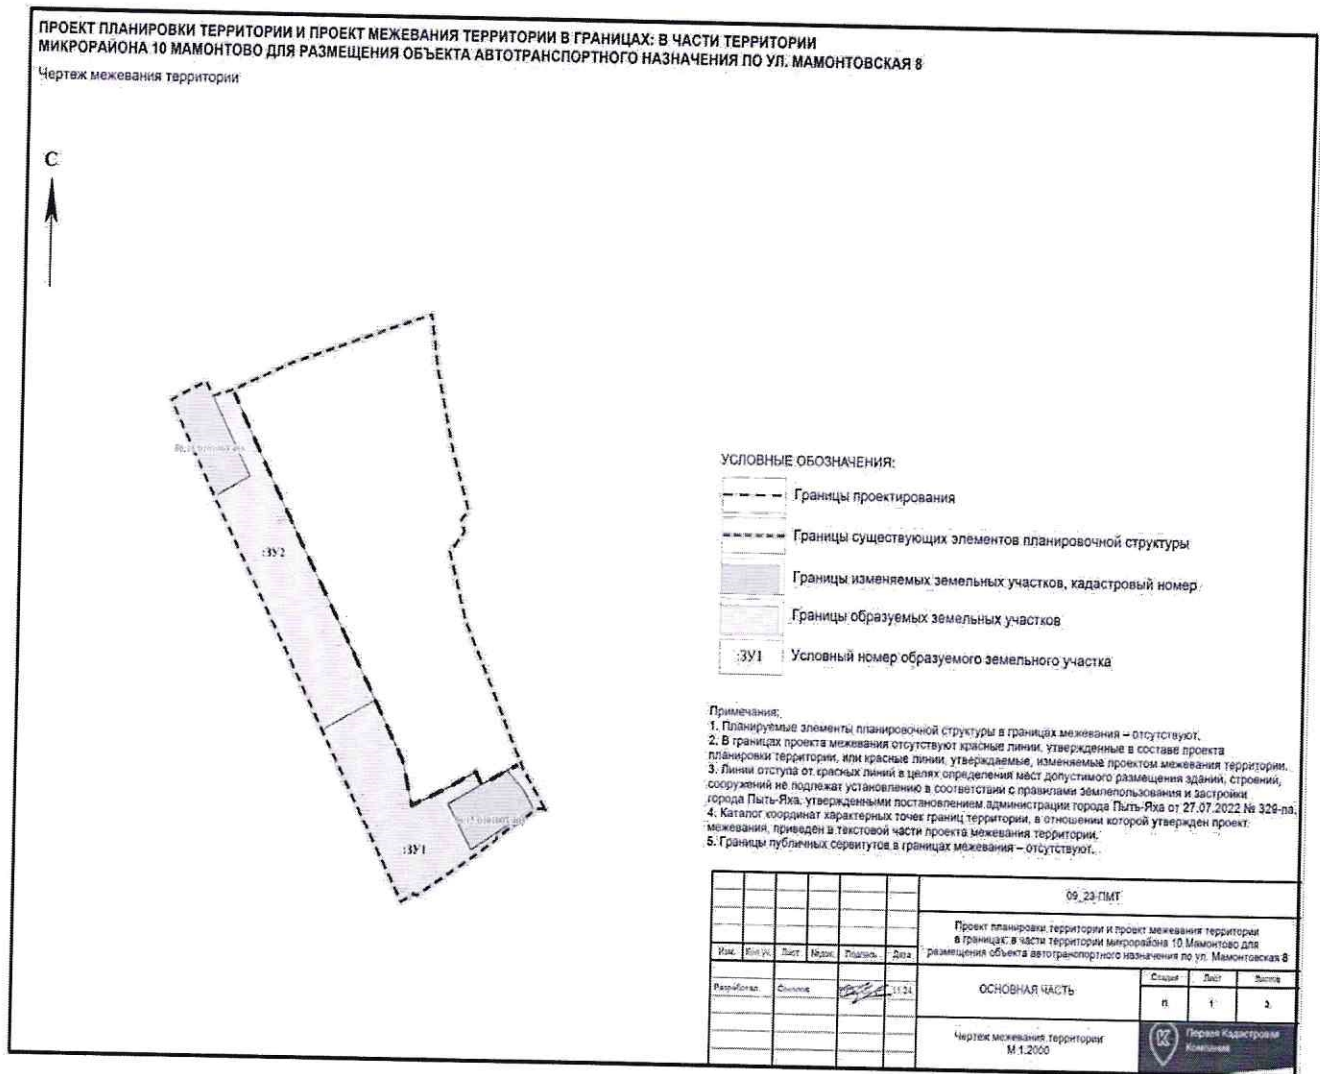 ПРОЕКТ ПЛАНИРОВКИ ТЕРРИТОРИИ И ПРОЕКТ МЕЖЕВАНИЯ ТЕРРИТОРИИ В ГРАНИЦАХ: В ЧАСТИ ТЕРРИТОРИИ
МИКРОРАЙОНА 10 МАМОНТОВО ДЛЯ РАЗМЕЩЕНИЯ ОБЪЕКТА АВТОТРАНСПОРТНОГО НАЗНАЧЕНИЯ ПО УЛ. МАМОНТОВСКАЯ 8
Чертеж межевания территории
С
:ЗУ2
:ЗУ1
УСЛОВНЫЕ ОБОЗНАЧЕНИЯ:
Границы проектирования
Границы существующих элементов планировочной структуры
Границы изменяемых земельных участков, кадастровый номер
Границы образуемых земельных участков
:ЗУ1 Условный номер образуемого земельного участка
Примечания:
1. Планируемые элементы планировочной структуры в границах межевания – отсутствуют.
2. В границах проекта межевания отсутствуют красные линии, утвержденные в составе проекта
планировки территории, или красные линии, утверждаемые, изменяемые проектом межевания территории.
3. Линии отступа от красных линий в целях определения мест допустимого размещения зданий, строений,
сооружений не подлежат установлению в соответствии с правилами землепользования и застройки
города Пыть-Яха, утвержденными постановлением администрации города Пыть-Яха от 27.07.2022 № 329-па.
4. Каталог координат характерных точек границ территории, в отношении которой утвержден проект
межевания, приведен в текстовой части проекта межевания территории.
5. Границы публичных сервитутов в границах межевания – отсутствуют.
09_23-ПМТ
Проект планировки территории и проект межевания территории
в границах: в части территории микрорайона 10 Мамонтово для
размещения объекта автотранспортного назначения по ул. Мамонтовская 8
Изм. Кол.уч. Лист №док. Подпись Дата
Разработал 11.24
ОСНОВНАЯ ЧАСТЬ
Стадия Лист Листов
П 1 2
Чертеж межевания территории
М 1:2000
Первая Кадастровая
Компания